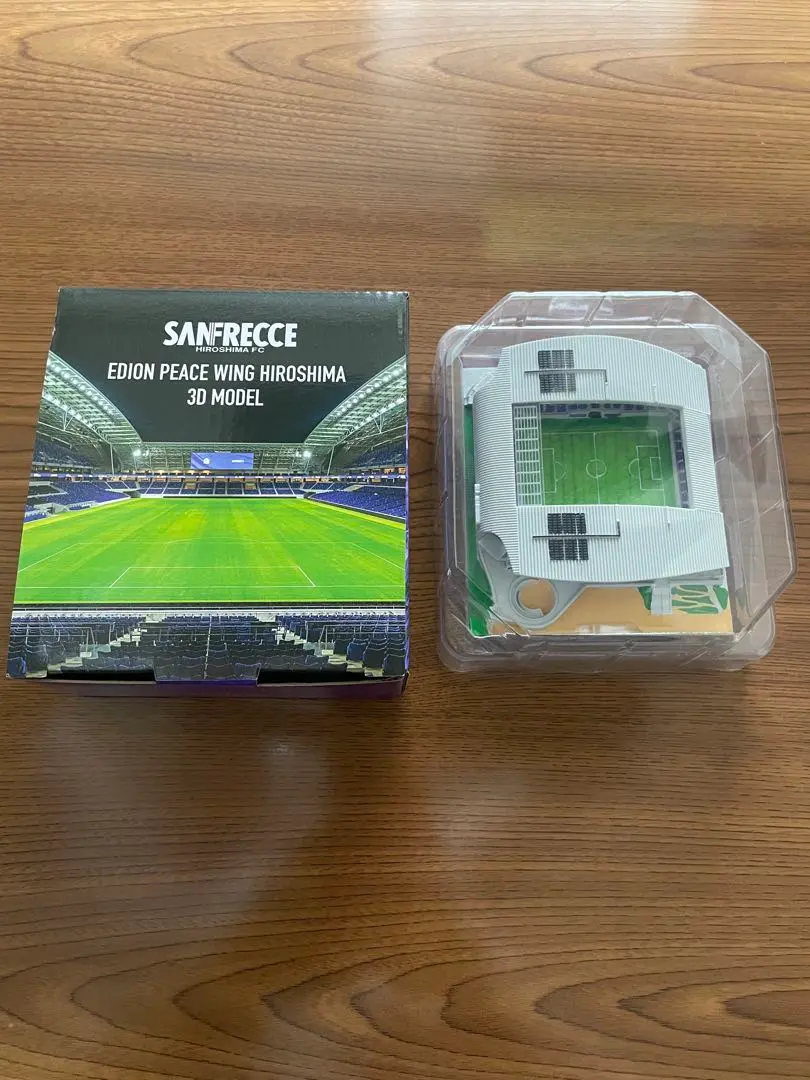 SANFRECCE
HIROSHIMA FC
EDION PEACE WING HIROSHIMA
3D MODEL